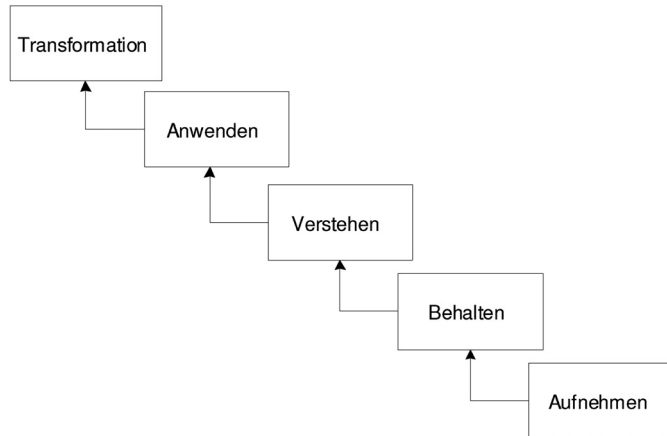 Transformation
Anwenden
Verstehen
Behalten
Aufnehmen